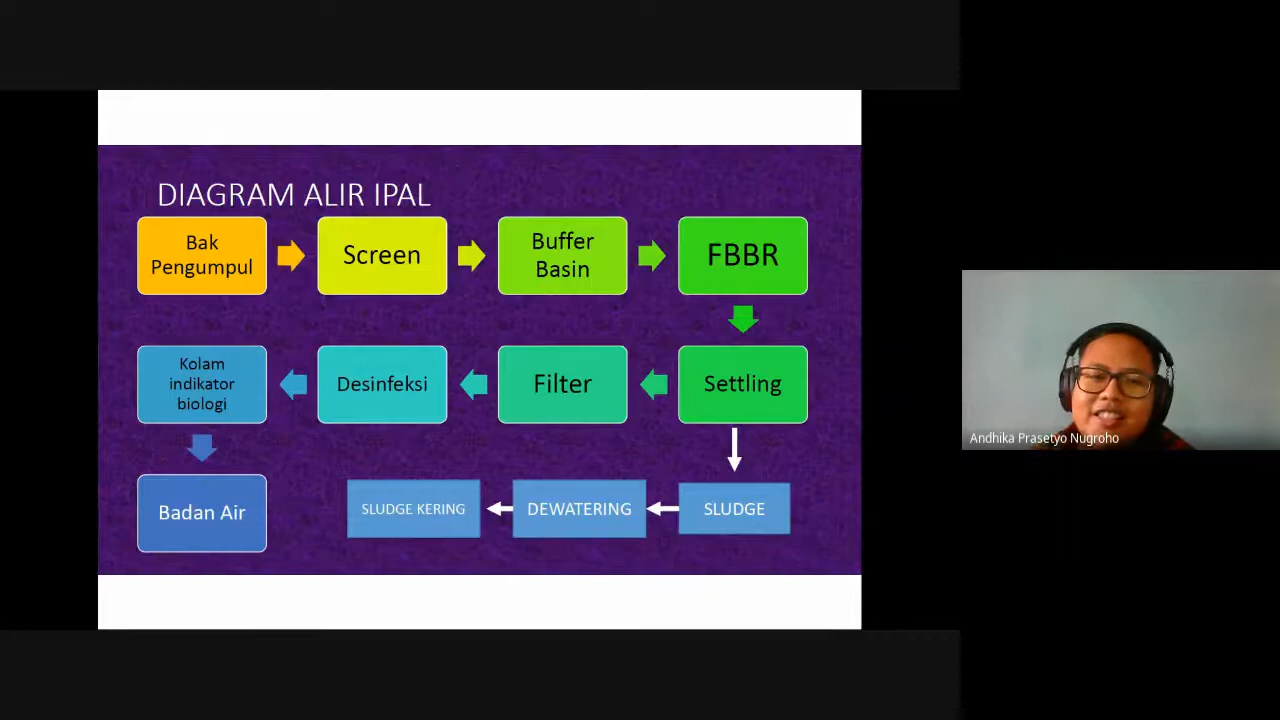 DIAGRAM ALIR IPAL
Bak
Pengumpul
Screen
Buffer
Basin
FBBR
Kolam
indikator
biologi
Desinfeksi
Filter
Settling
Badan Air
SLUDGE KERING
DEWATERING
SLUDGE
Andhika Prasetyo Nugroho